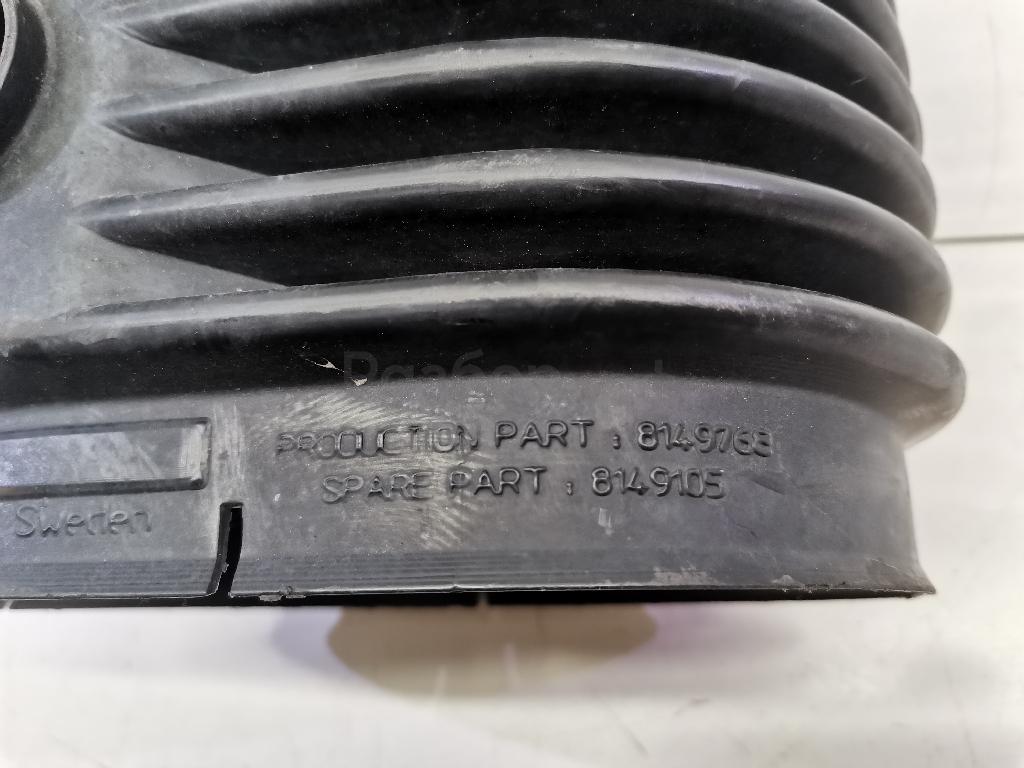 PRODUCTION PART : 8149768
SPARE PART : 8149105
Sweden